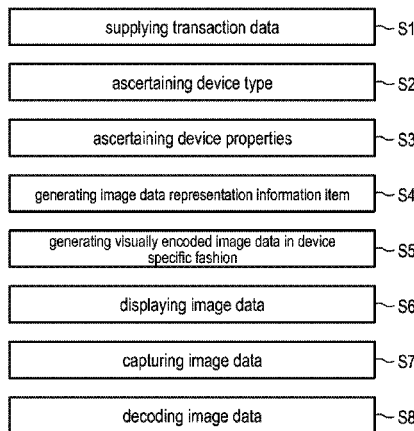 supplying transaction data S1
ascertaining device type S2
ascertaining device properties S3
generating image data representation information item S4
generating visually encoded image data in device
specific fashion S5
displaying image data S6
capturing image data S7
decoding image data S8